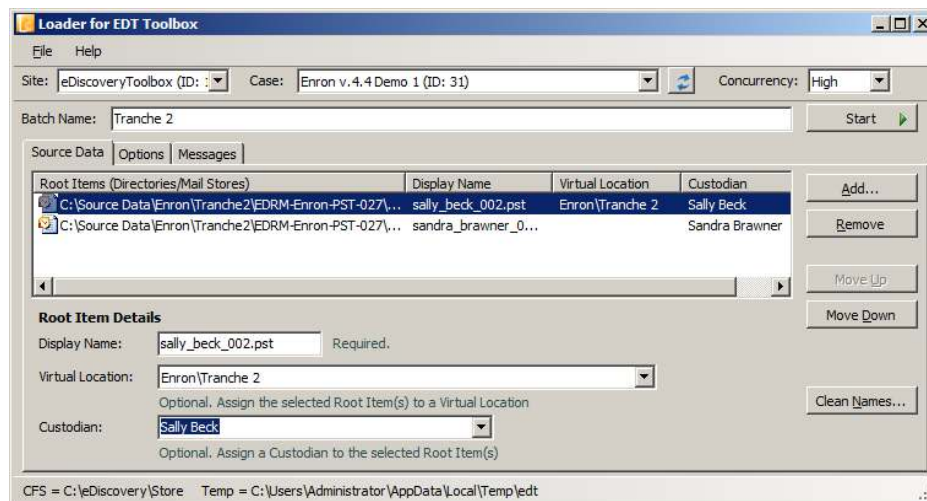 Loader for EDT Toolbox
File Help
Site: eDiscoveryToolbox (ID: Case: Enron v.4.4 Demo 1 (ID: 31) Concurrency: High
Batch Name: Tranche 2 Start
Source Data Options Messages
Root Items (Directories/Mail Stores) Display Name Virtual Location Custodian Add...
C:\Source Data\Enron\Tranche2\EDRM-Enron-PST-027\... sally_beck_002.pst Enron\Tranche 2 Sally Beck
C:\Source Data\Enron\Tranche2\EDRM-Enron-PST-027\... sandra_brawner_0... Sandra Brawner Remove
Move Up
Root Item Details Move Down
Display Name: sally_beck_002.pst Required.
Virtual Location: Enron\Tranche 2
Optional. Assign the selected Root Item(s) to a Virtual Location Clean Names...
Custodian: Sally Beck
Optional. Assign a Custodian to the selected Root Item(s)
CFS = C:\eDiscovery\Store Temp = C:\Users\Administrator\AppData\Local\Temp\edt